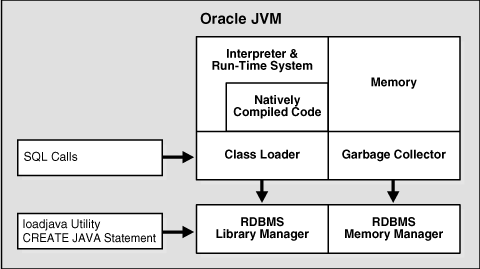 Oracle JVM
Interpreter &
Run-Time System
Memory
Natively
Compiled Code
SQL Calls
Class Loader
Garbage Collector
loadjava Utility
CREATE JAVA Statement
RDBMS
Library Manager
RDBMS
Memory Manager